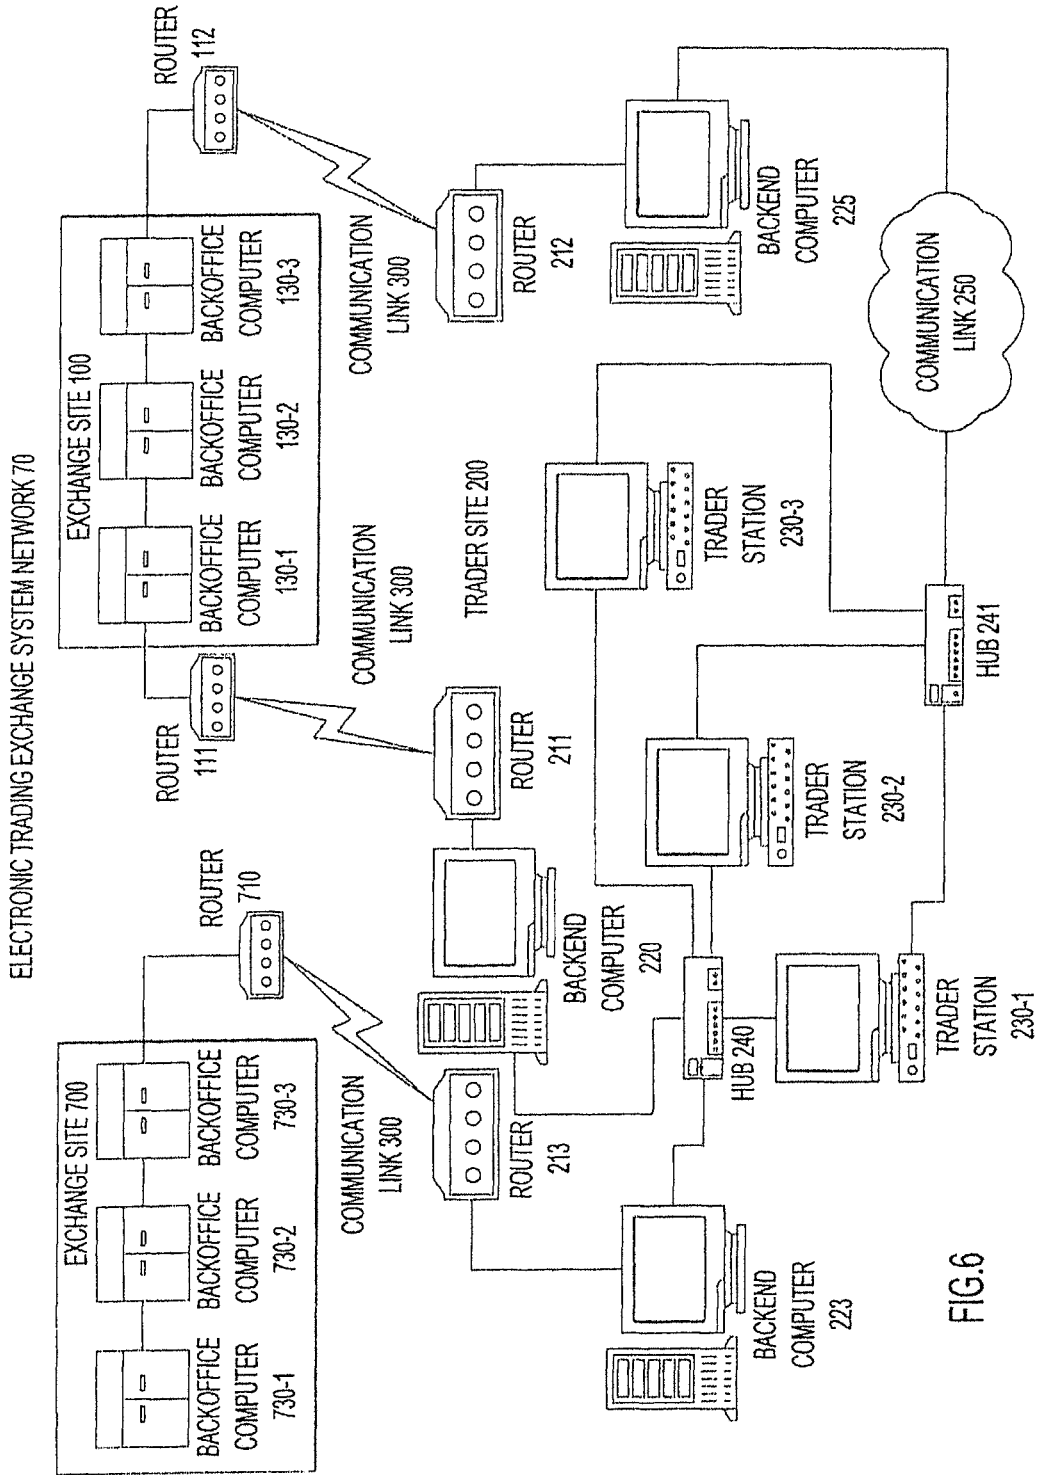 ELECTRONIC TRADING EXCHANGE SYSTEM NETWORK 70
EXCHANGE SITE 700
BACKOFFICE
COMPUTER
730-1
BACKOFFICE
COMPUTER
730-2
BACKOFFICE
COMPUTER
730-3
ROUTER
710
EXCHANGE SITE 100
BACKOFFICE
COMPUTER
130-1
BACKOFFICE
COMPUTER
130-2
BACKOFFICE
COMPUTER
130-3
ROUTER
111
ROUTER
112
COMMUNICATION
LINK 300
COMMUNICATION
LINK 300
COMMUNICATION
LINK 300
ROUTER
213
BACKEND
COMPUTER
220
ROUTER
211
TRADER SITE 200
ROUTER
212
BACKEND
COMPUTER
223
HUB 240
TRADER
STATION
230-1
TRADER
STATION
230-2
TRADER
STATION
230-3
BACKEND
COMPUTER
225
HUB 241
COMMUNICATION
LINK 250
FIG.6